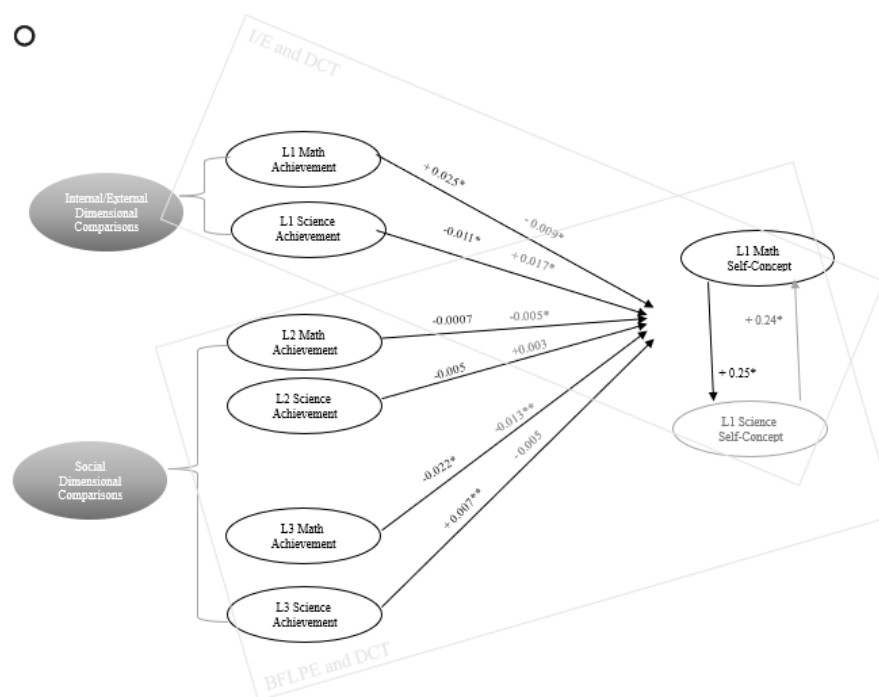 I/E and DCT
L1 Math
Achievement
+ 0.025*
- 0.009*
Internal/External
Dimensional
Comparisons
L1 Science
Achievement
-0.011*
+ 0.017*
L1 Math
Self-Concept
L2 Math
Achievement
-0.0007
-0.005*
+ 0.24*
L2 Science
Achievement
-0.005
+0.003
+ 0.25*
L1 Science
Self-Concept
Social
Dimensional
Comparisons
-0.022*
-0.013**
L3 Math
Achievement
+ 0.007**
- 0.005
L3 Science
Achievement
BFLPE and DCT